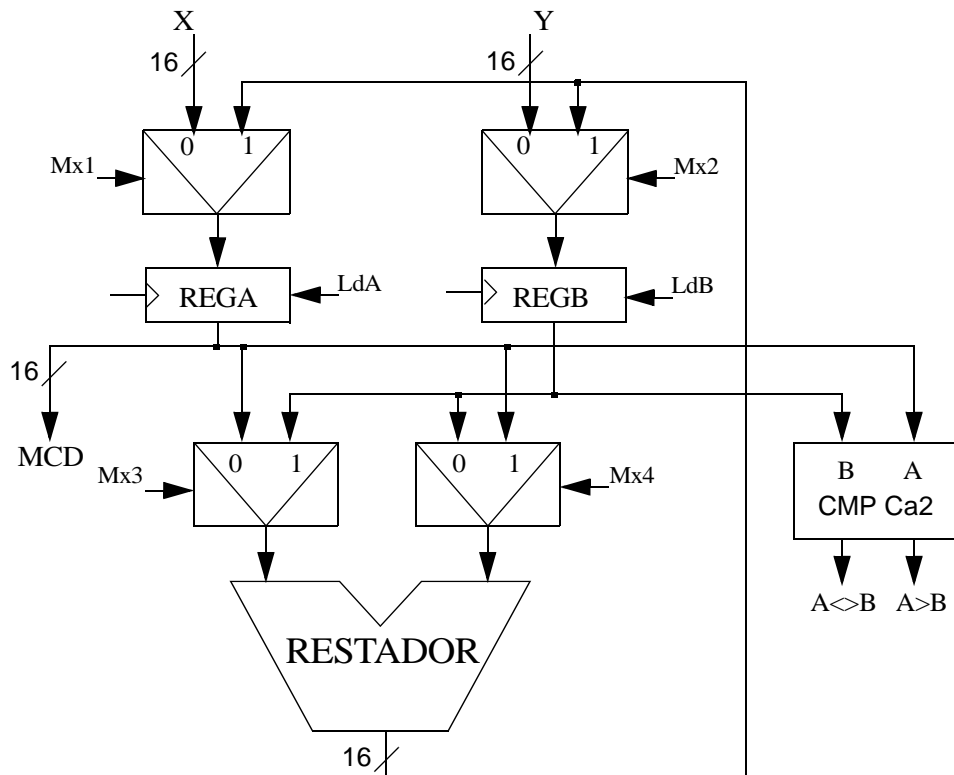 X Y
16 16
0 1 0 1
Mx1 Mx2
REGA LdA REGB LdB
16
MCD
0 1 0 1
Mx3 Mx4
B A
CMP Ca2
A<>B A>B
RESTADOR
16